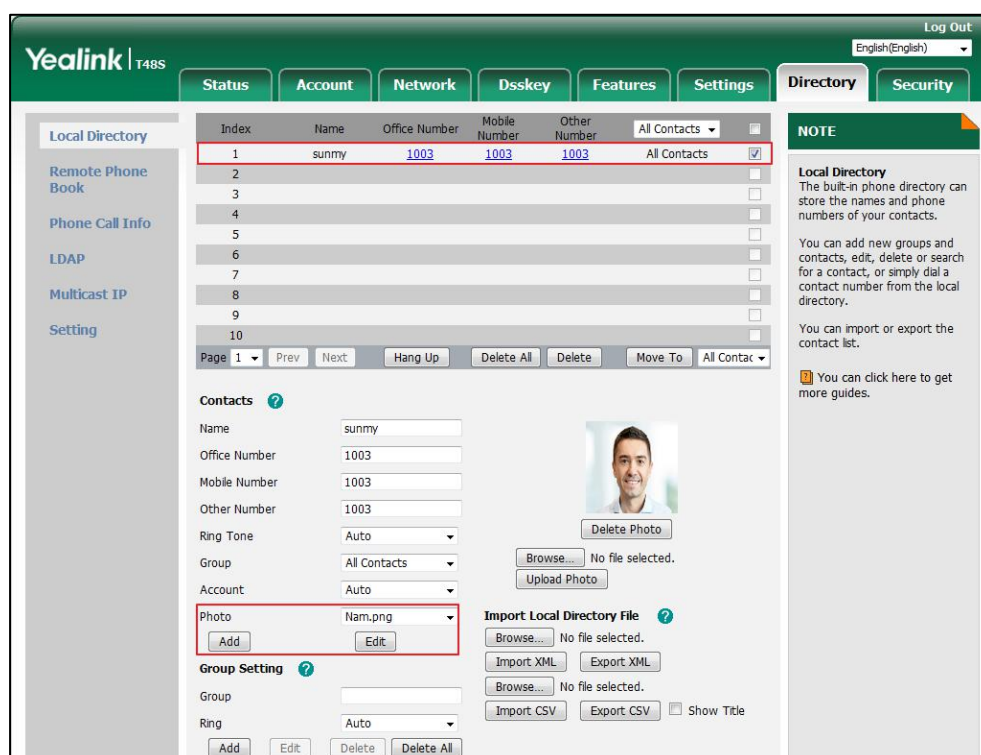 Log Out
Yealink | T48S
English(English)
Status Account Network Dsskey Features Settings Directory Security
Local Directory
Remote Phone
Book
Phone Call Info
LDAP
Multicast IP
Setting
Index Name Office Number Mobile Number Other Number All Contacts
1 sunmy 1003 1003 1003 All Contacts
2
3
4
5
6
7
8
9
10
Page 1 Prev Next Hang Up Delete All Delete Move To All Contac
Contacts ?
Name sunmy
Office Number 1003
Mobile Number 1003
Other Number 1003
Ring Tone Auto
Group All Contacts
Account Auto
Photo Nam.png
Add Edit
Delete Photo
Browse... No file selected.
Upload Photo
Import Local Directory File ?
Browse... No file selected.
Import XML Export XML
Browse... No file selected.
Import CSV Export CSV Show Title
Group Setting ?
Group
Ring Auto
Add Edit Delete Delete All
NOTE
Local Directory
The built-in phone directory can
store the names and phone
numbers of your contacts.
You can add new groups and
contacts, edit, delete or search
for a contact, or simply dial a
contact number from the local
directory.
You can import or export the
contact list.
? You can click here to get
more guides.